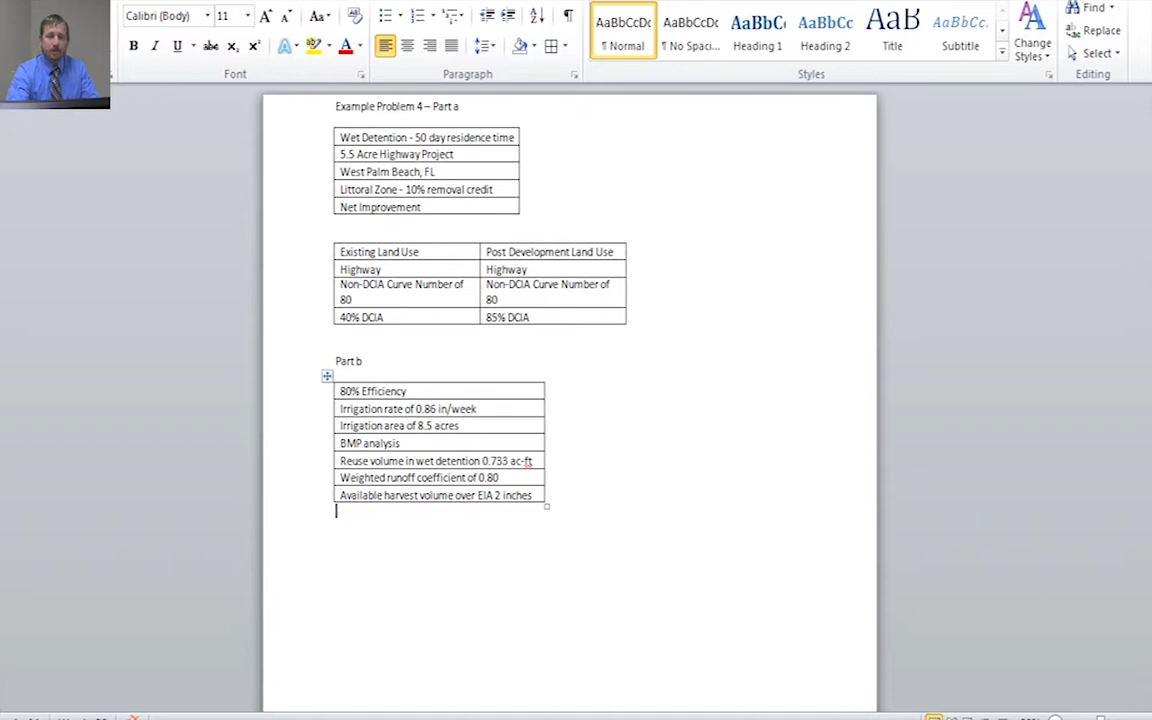 Calibri (Body) 11 Aa Find
AaBbCcDc AaBbCcDc AaBbC AaBbCc AaB AaBbCc. A Replace
B I U abc x₂ x² A A ¶ Normal ¶ No Spaci... Heading 1 Heading 2 Title Subtitle Change Styles Select
Font Paragraph Styles Editing
Example Problem 4 – Part a
Wet Detention - 50 day residence time
5.5 Acre Highway Project
West Palm Beach, FL
Littoral Zone - 10% removal credit
Net Improvement
Existing Land Use Post Development Land Use
Highway Highway
Non-DCIA Curve Number of 80 Non-DCIA Curve Number of 80
40% DCIA 85% DCIA
Part b
80% Efficiency
Irrigation rate of 0.86 in/week
Irrigation area of 8.5 acres
BMP analysis
Reuse volume in wet detention 0.733 ac-ft
Weighted runoff coefficient of 0.80
Available harvest volume over EIA 2 inches